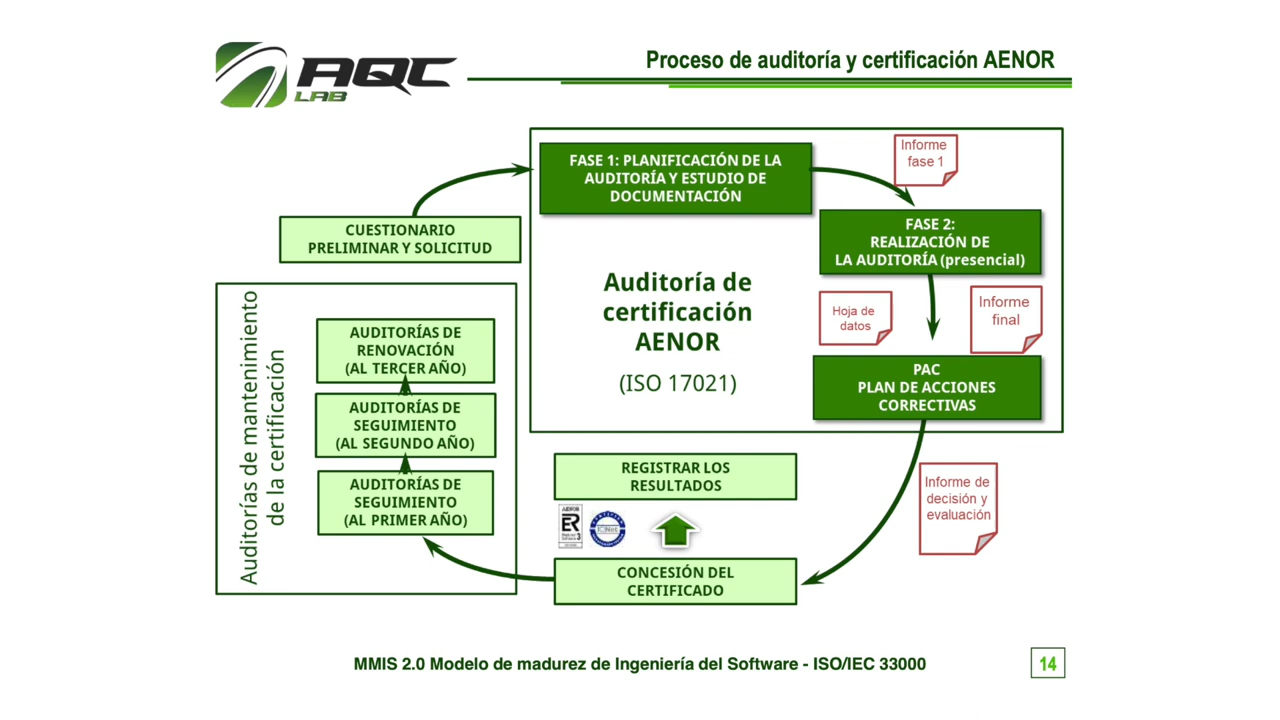 AQC
LAB
Proceso de auditoría y certificación AENOR
Informe
fase 1
FASE 1: PLANIFICACIÓN DE LA
AUDITORÍA Y ESTUDIO DE
DOCUMENTACIÓN
CUESTIONARIO
PRELIMINAR Y SOLICITUD
FASE 2:
REALIZACIÓN DE
LA AUDITORÍA (presencial)
Auditoría de
certificación
AENOR
(ISO 17021)
Hoja de
datos
Informe
final
PAC
PLAN DE ACCIONES
CORRECTIVAS
Auditorías de mantenimiento
de la certificación
AUDITORÍAS DE
RENOVACIÓN
(AL TERCER AÑO)
AUDITORÍAS DE
SEGUIMIENTO
(AL SEGUNDO AÑO)
AUDITORÍAS DE
SEGUIMIENTO
(AL PRIMER AÑO)
REGISTRAR LOS
RESULTADOS
Informe de
decisión y
evaluación
AENOR
ER
CONCESIÓN DEL
CERTIFICADO
MMIS 2.0 Modelo de madurez de Ingeniería del Software - ISO/IEC 33000
14